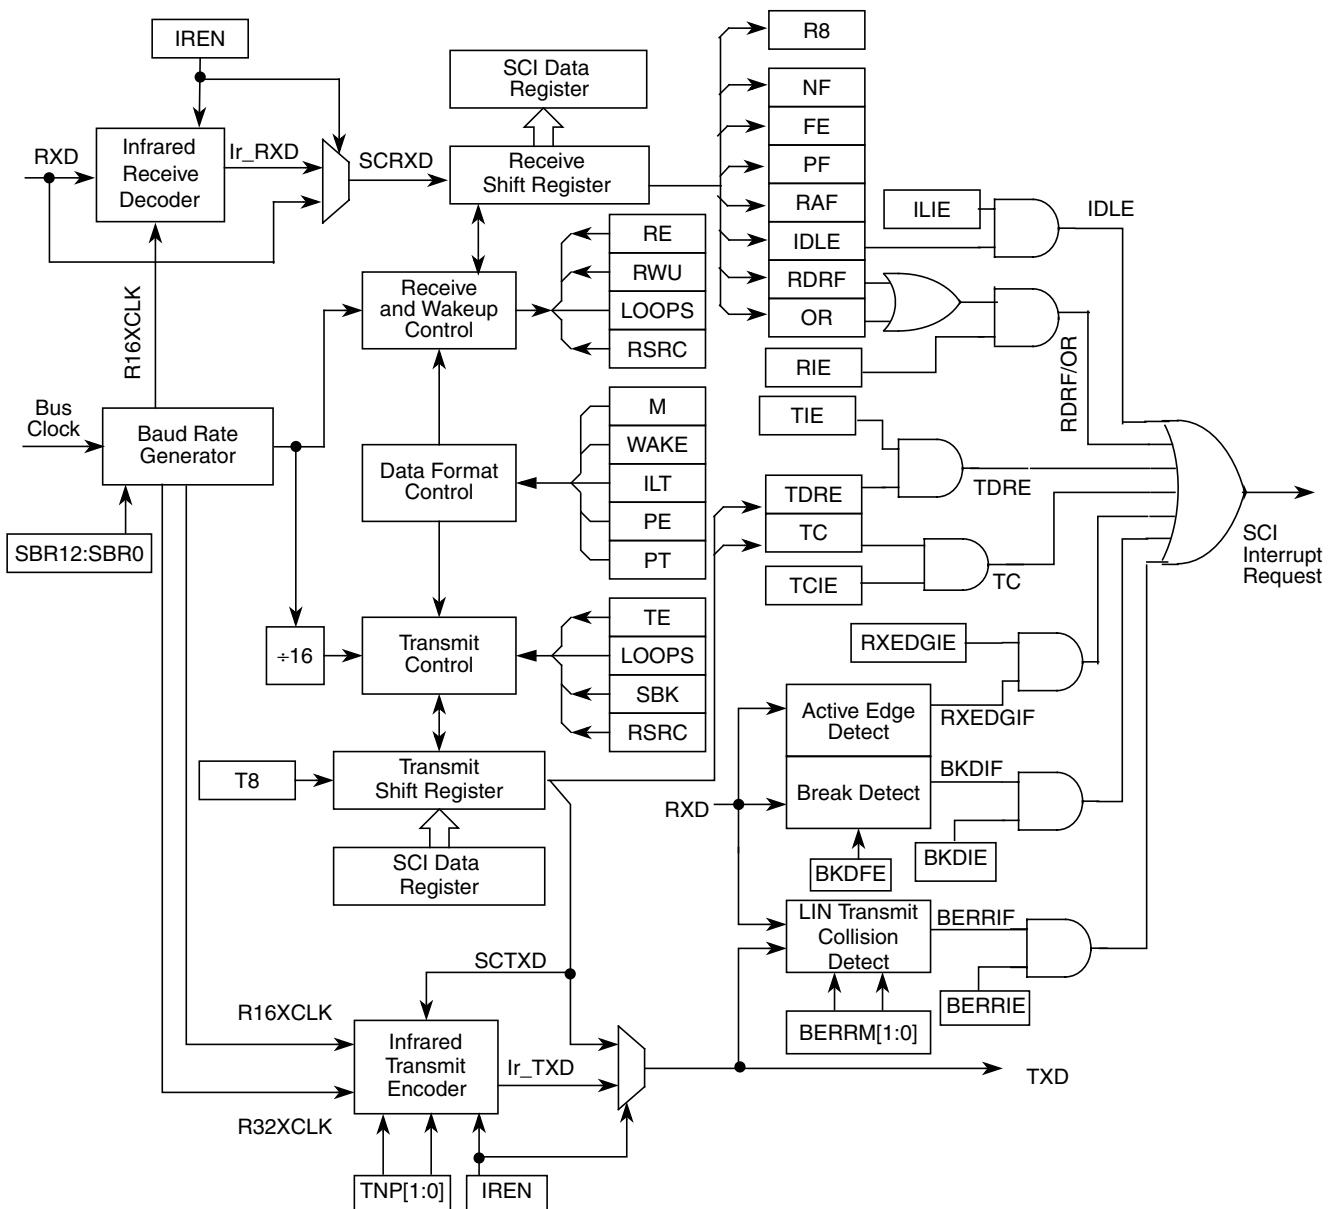 IREN
SCI Data
Register
R8
NF
FE
PF
RAF
IDLE
RDRF
OR
RXD
Infrared
Receive
Decoder
Ir_RXD
SCRXD
Receive
Shift Register
ILIE
IDLE
RE
RWU
LOOPS
RSRC
Receive
and Wakeup
Control
R16XCLK
RIE
RDRF/OR
Bus
Clock
Baud Rate
Generator
SBR12:SBR0
Data Format
Control
M
WAKE
ILT
PE
PT
TIE
TDRE
TC
TCIE
TDRE
TC
SCI
Interrupt
Request
÷16
Transmit
Control
TE
LOOPS
SBK
RSRC
RXEDGIE
Active Edge
Detect
RXEDGIF
T8
Transmit
Shift Register
RXD
Break Detect
BKDIF
BKDIE
BKDFE
SCI Data
Register
LIN Transmit
Collision
Detect
BERRIF
BERRIE
BERRM[1:0]
SCTXD
R16XCLK
Infrared
Transmit
Encoder
Ir_TXD
TXD
R32XCLK
TNP[1:0]
IREN